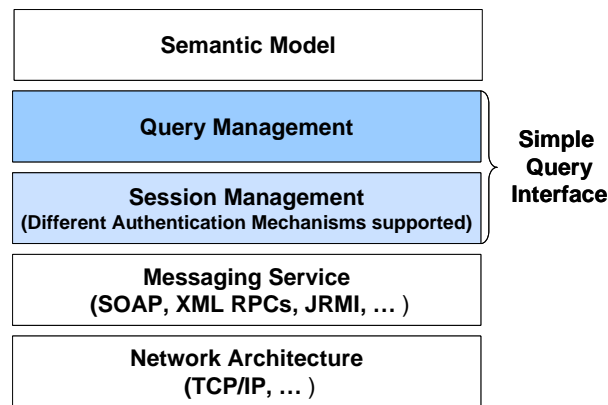 Semantic Model
Query Management
Session Management
(Different Authentication Mechanisms supported)
Simple
Query
Interface
Messaging Service
(SOAP, XML RPCs, JRMI, … )
Network Architecture
(TCP/IP, … )